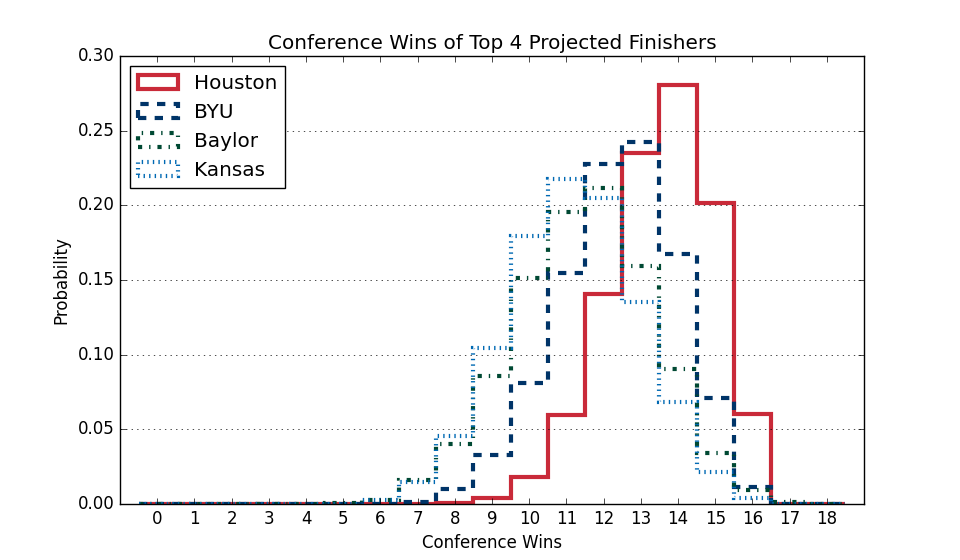 Conference Wins of Top 4 Projected Finishers
0.30
0.25
0.20
0.15
0.10
0.05
0.00
Probability
Houston
BYU
Baylor
Kansas
0 1 2 3 4 5 6 7 8 9 10 11 12 13 14 15 16 17 18
Conference Wins